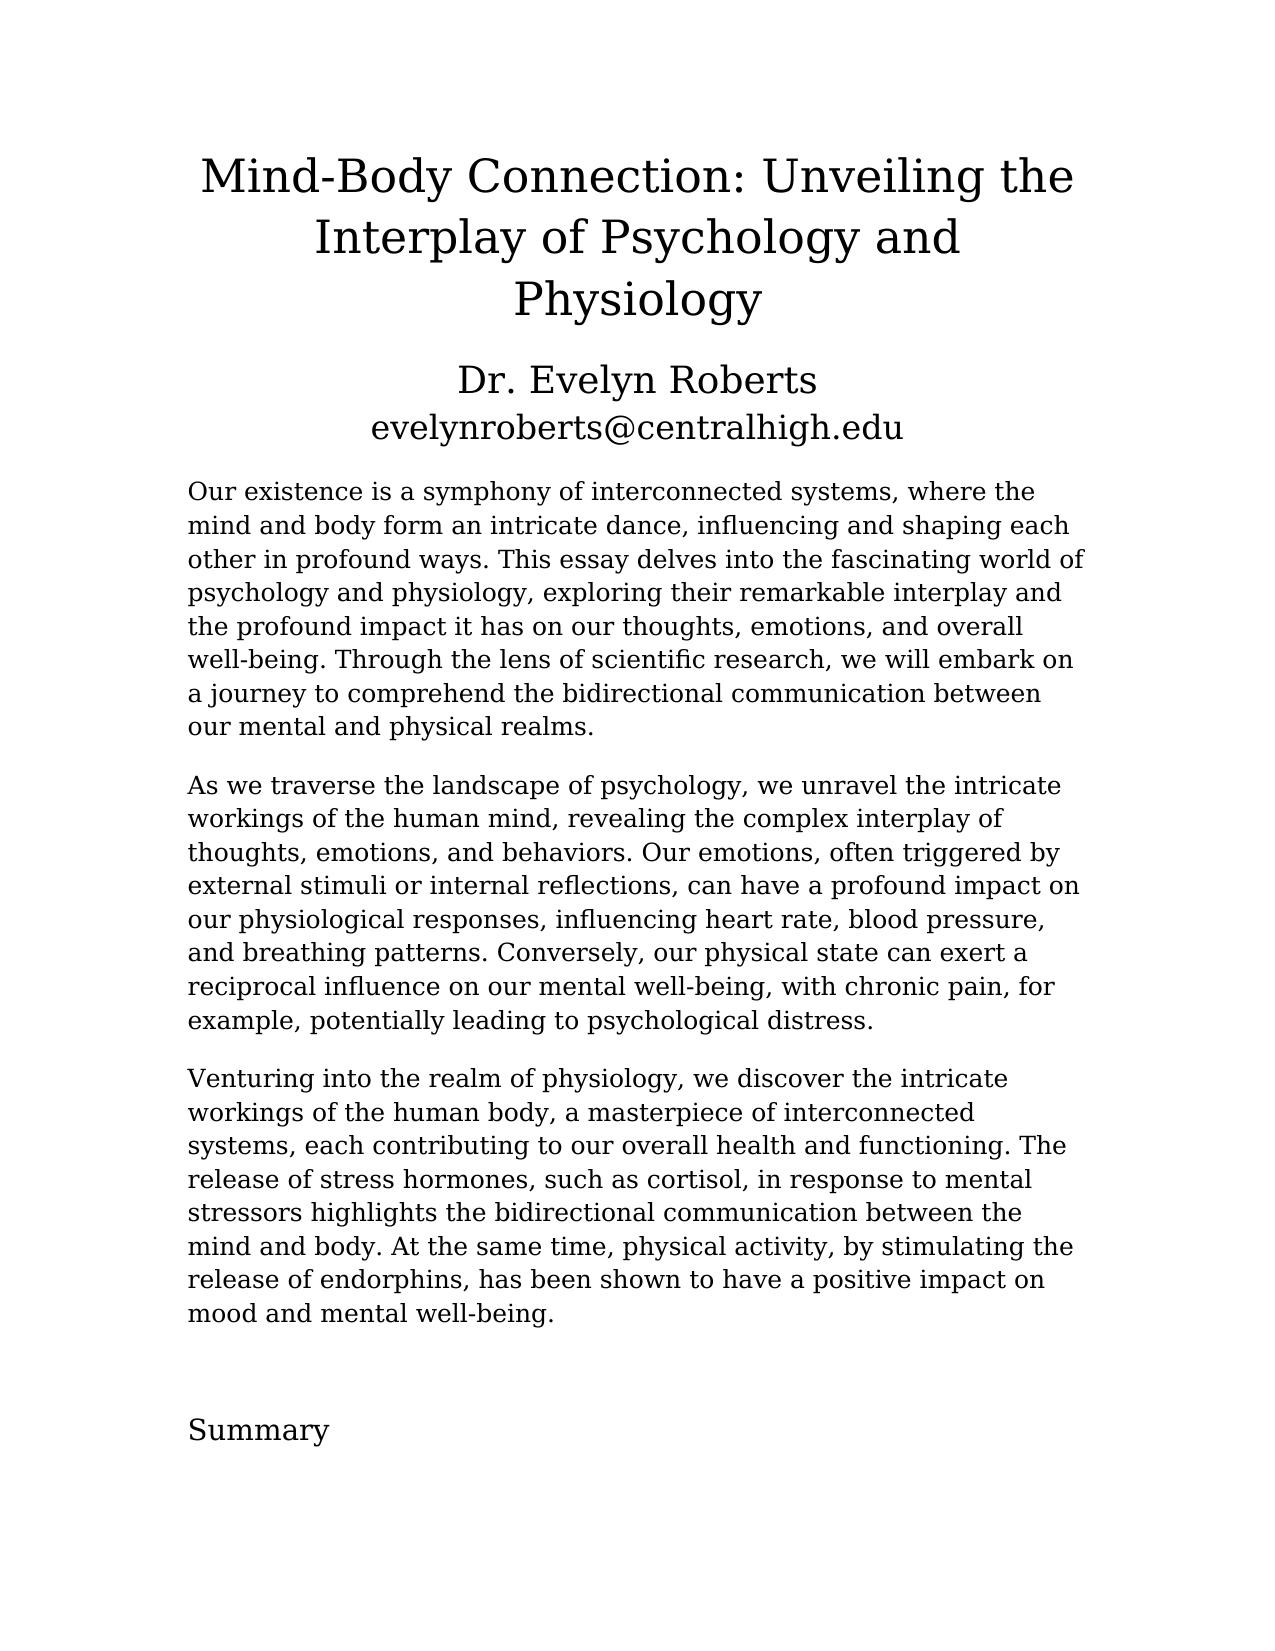 Mind-Body Connection: Unveiling the
Interplay of Psychology and
Physiology
Dr. Evelyn Roberts
evelynroberts@centralhigh.edu
Our existence is a symphony of interconnected systems, where the
mind and body form an intricate dance, influencing and shaping each
other in profound ways. This essay delves into the fascinating world of
psychology and physiology, exploring their remarkable interplay and
the profound impact it has on our thoughts, emotions, and overall
well-being. Through the lens of scientific research, we will embark on
a journey to comprehend the bidirectional communication between
our mental and physical realms.
As we traverse the landscape of psychology, we unravel the intricate
workings of the human mind, revealing the complex interplay of
thoughts, emotions, and behaviors. Our emotions, often triggered by
external stimuli or internal reflections, can have a profound impact on
our physiological responses, influencing heart rate, blood pressure,
and breathing patterns. Conversely, our physical state can exert a
reciprocal influence on our mental well-being, with chronic pain, for
example, potentially leading to psychological distress.
Venturing into the realm of physiology, we discover the intricate
workings of the human body, a masterpiece of interconnected
systems, each contributing to our overall health and functioning. The
release of stress hormones, such as cortisol, in response to mental
stressors highlights the bidirectional communication between the
mind and body. At the same time, physical activity, by stimulating the
release of endorphins, has been shown to have a positive impact on
mood and mental well-being.
Summary